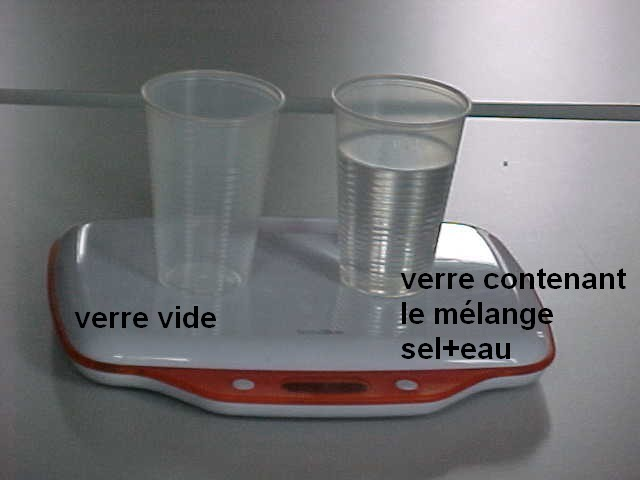 verre vide
verre contenant
le mélange
sel+eau